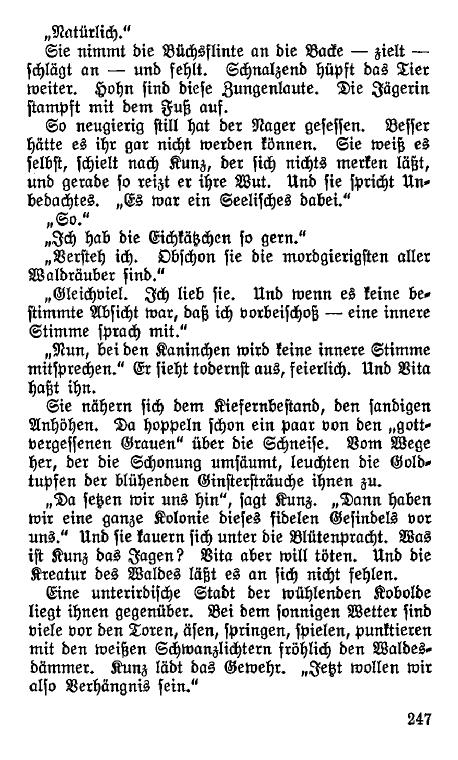 „Natürlich.“
Sie nimmt die Büchsflinte an die Backe — zielt —
schlägt an — und fehlt. Schnalzend hüpft das Tier
weiter. Hohn sind diese Zungenlaute. Die Jägerin
stampft mit dem Fuß auf.
So neugierig still hat der Nager gesessen. Besser
hätte es ihr gar nicht werden können. Sie weiß es
selbst, schielt nach Kunz, der sich nichts merken läßt,
und gerade so reizt er ihre Wut. Und sie spricht Un-
bedachtes. „Es war ein Seelisches dabei.“
„So.“
„Ich hab die Eichkätzchen so gern.“
„Versteh ich. Obschon sie die mordgierigsten aller
Waldräuber sind.“
„Gleichviel. Ich lieb sie. Und wenn es keine be-
stimmte Absicht war, daß ich vorbeischoß — eine innere
Stimme sprach mit.“
„Nun, bei den Kaninchen wird keine innere Stimme
mitsprechen.“ Er sieht todernst aus, feierlich. Und Vita
haßt ihn.
Sie nähern sich dem Kiefernbestand, den sandigen
Anhöhen. Da hoppeln schon ein paar von den „gott-
vergessenen Grauen“ über die Schneise. Vom Wege
her, der die Schonung umsäumt, leuchten die Gold-
tupfen der blühenden Ginstersträuche ihnen zu.
„Da setzen wir uns hin“, sagt Kunz. „Dann haben
wir eine ganze Kolonie dieses fidelen Gesindels vor
uns.“ Und sie kauern sich unter die Blütenpracht. Was
ist Kunz das Jagen? Vita aber will töten. Und die
Kreatur des Waldes läßt es an sich nicht fehlen.
Eine unterirdische Stadt der wühlenden Kobolde
liegt ihnen gegenüber. Bei dem sonnigen Wetter sind
viele vor den Toren, äsen, springen, spielen, punktieren
mit den weißen Schwanzlichtern fröhlich den Waldes-
dämmer. Kunz lädt das Gewehr. „Jetzt wollen wir
also Verhängnis sein.“
247